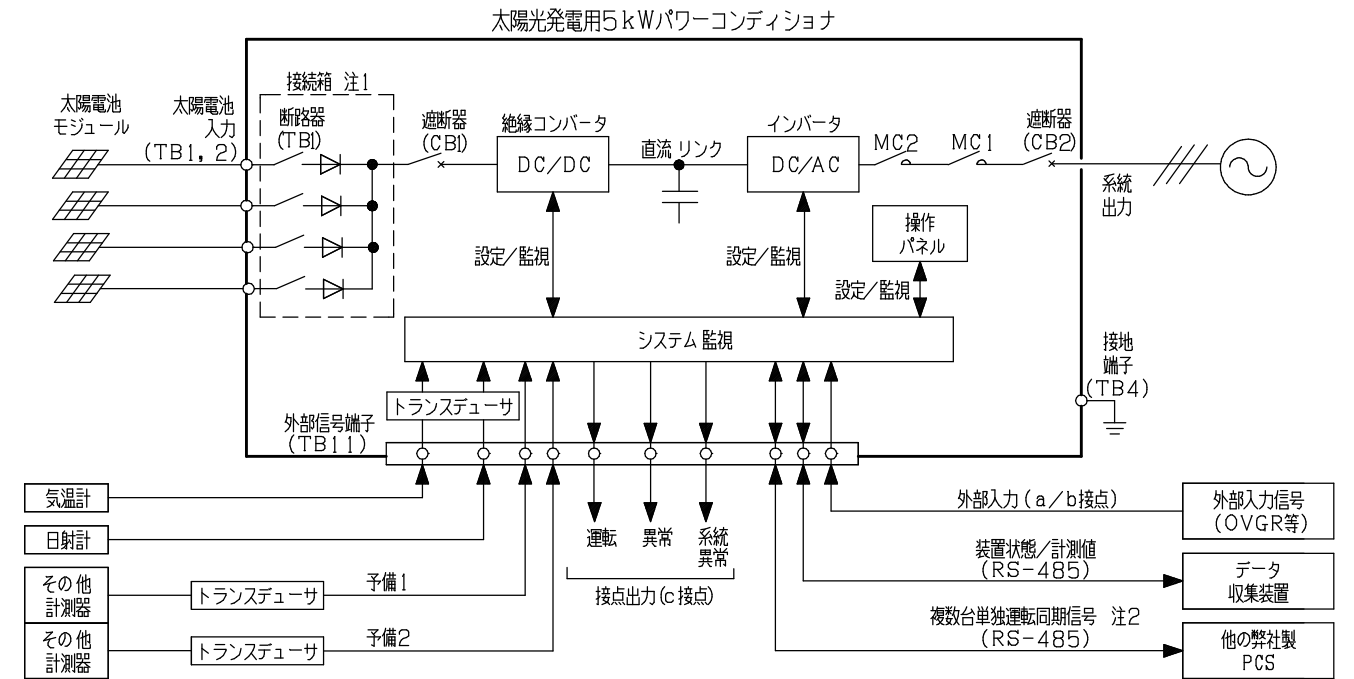 太陽光発電用5kWパワーコンディショナ
接続箱 注1
太陽電池
モジュール
太陽電池
入力
(TB1,2)
断路器
(TB1)
遮断器
(CB1)
絶縁コンバータ
DC/DC
直流リンク
インバータ
DC/AC
MC2
MC1
遮断器
(CB2)
系統
出力
操作
パネル
設定/監視
設定/監視
設定/監視
システム監視
接地
端子
(TB4)
トランスデューサ
外部信号端子
(TB11)
気温計
日射計
その他
計測器
トランスデューサ
予備1
その他
計測器
トランスデューサ
予備2
運転
異常
系統
異常
接点出力(c接点)
外部入力(a/b接点)
外部入力信号
(OVGR等)
装置状態/計測値
(RS-485)
データ
収集装置
複数台単独運転同期信号 注2
(RS-485)
他の弊社製
PCS